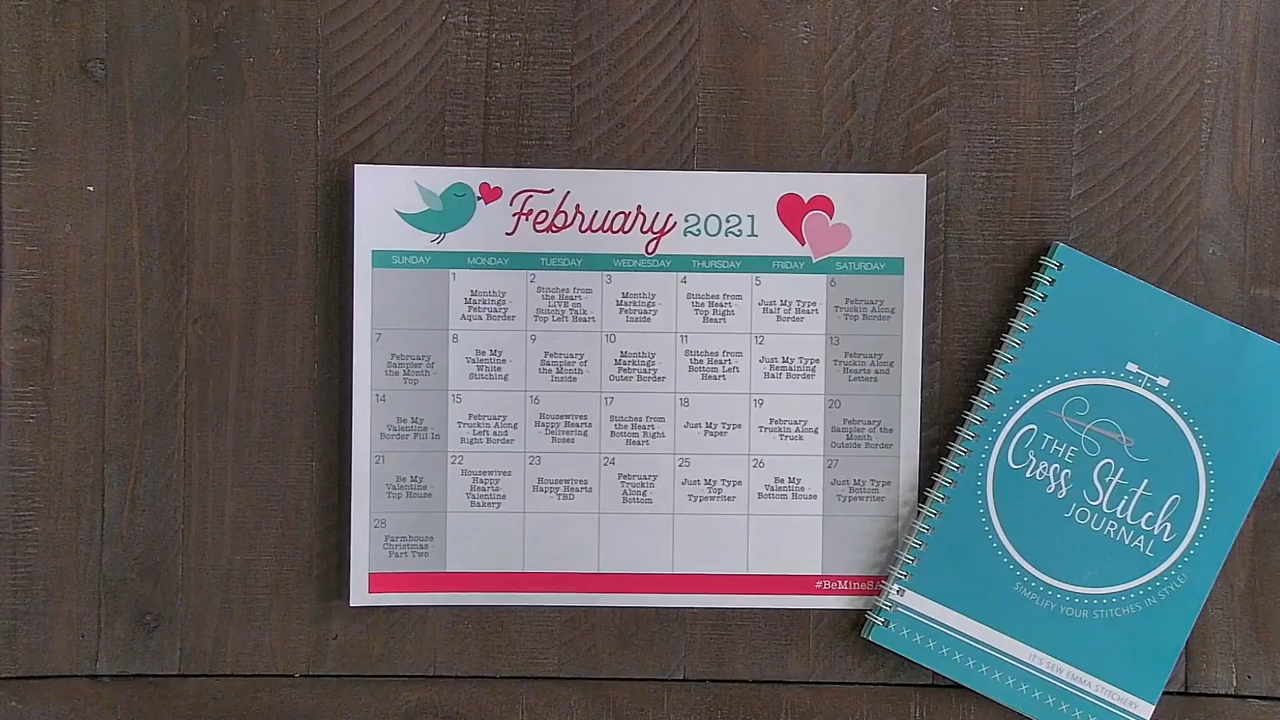 February 2021
SUNDAY MONDAY TUESDAY WEDNESDAY THURSDAY FRIDAY SATURDAY
1
Monthly
Markings -
February
Aqua Border
2
Stitches from
the Heart -
LIVE on
Stitchy Talk -
Top Left Heart
3
Monthly
Markings -
February
Inside
4
Stitches from
the Heart -
Top Right
Heart
5
Just My Type -
Half of Heart
Border
6
February
Truckin Along
- Top Border
7
February
Sampler of
the Month -
Top
8
Be My
Valentine -
White
Stitching
9
February
Sampler of
the Month -
Inside
10
Monthly
Markings -
February
Outer Border
11
Stitches from
the Heart -
Bottom Left
Heart
12
Just My Type
- Remaining
Half Border
13
February
Truckin Along
- Hearts and
Letters
14
Be My
Valentine -
Border Fill In
15
February
Truckin Along
- Left and
Right Border
16
Housewives
Happy Hearts
- Delivering
Roses
17
Stitches from
the Heart -
Bottom Right
Heart
18
Just My Type
- Paper
19
February
Truckin Along
- Truck
20
February
Sampler of the
Month -
Outside Border
21
Be My
Valentine -
Top House
22
Housewives
Happy
Hearts-
Valentine
Bakery
23
Housewives
Happy Hearts
- TBD
24
February
Truckin
Along -
Bottom
25
Just My Type
- Top
Typewriter
26
Be My
Valentine -
Bottom House
27
Just My Type
- Bottom
Typewriter
28
Farmhouse
Christmas -
Part Two
#BeMineSA
THE
Cross Stitch
JOURNAL
SIMPLIFY YOUR STITCHES IN STYLE!
IT'S SEW EMMA STITCHERY